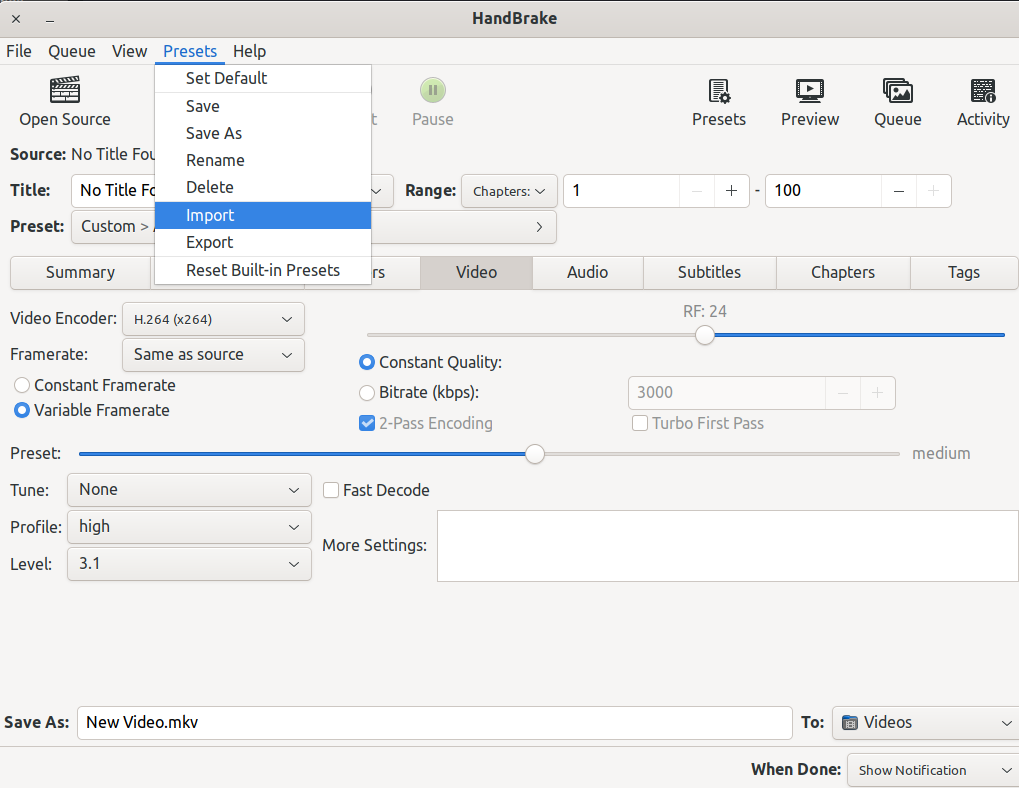 HandBrake
File Queue View Presets Help
Set Default
Save
Save As
Rename
Delete
Import
Export
Reset Built-in Presets
Open Source
Pause
Presets
Preview
Queue
Activity
Source: No Title
Title: No Title
Range: Chapters: 1 - 100
Preset: Custom >
Summary
Video
Audio
Subtitles
Chapters
Tags
Video Encoder: H.264 (x264)
Framerate: Same as source
Constant Framerate
Variable Framerate
RF: 24
Constant Quality:
Bitrate (kbps): 3000
2-Pass Encoding
Turbo First Pass
Preset: medium
Tune: None
Fast Decode
Profile: high
More Settings:
Level: 3.1
Save As: New Video.mkv
To: Videos
When Done: Show Notification